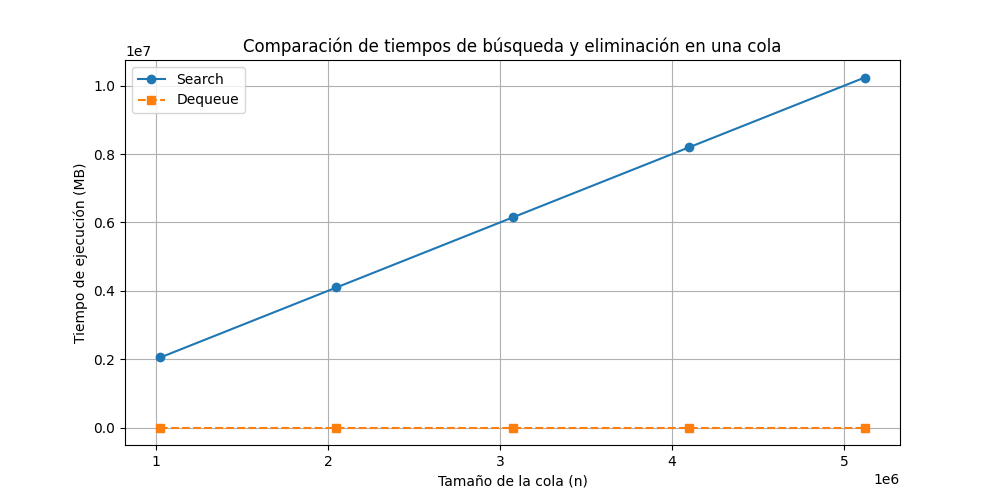 Comparación de tiempos de búsqueda y eliminación en una cola
1e7
Search
Dequeue
1.0
0.8
0.6
0.4
0.2
0.0
Tiempo de ejecución (MB)
1 2 3 4 5
1e6
Tamaño de la cola (n)